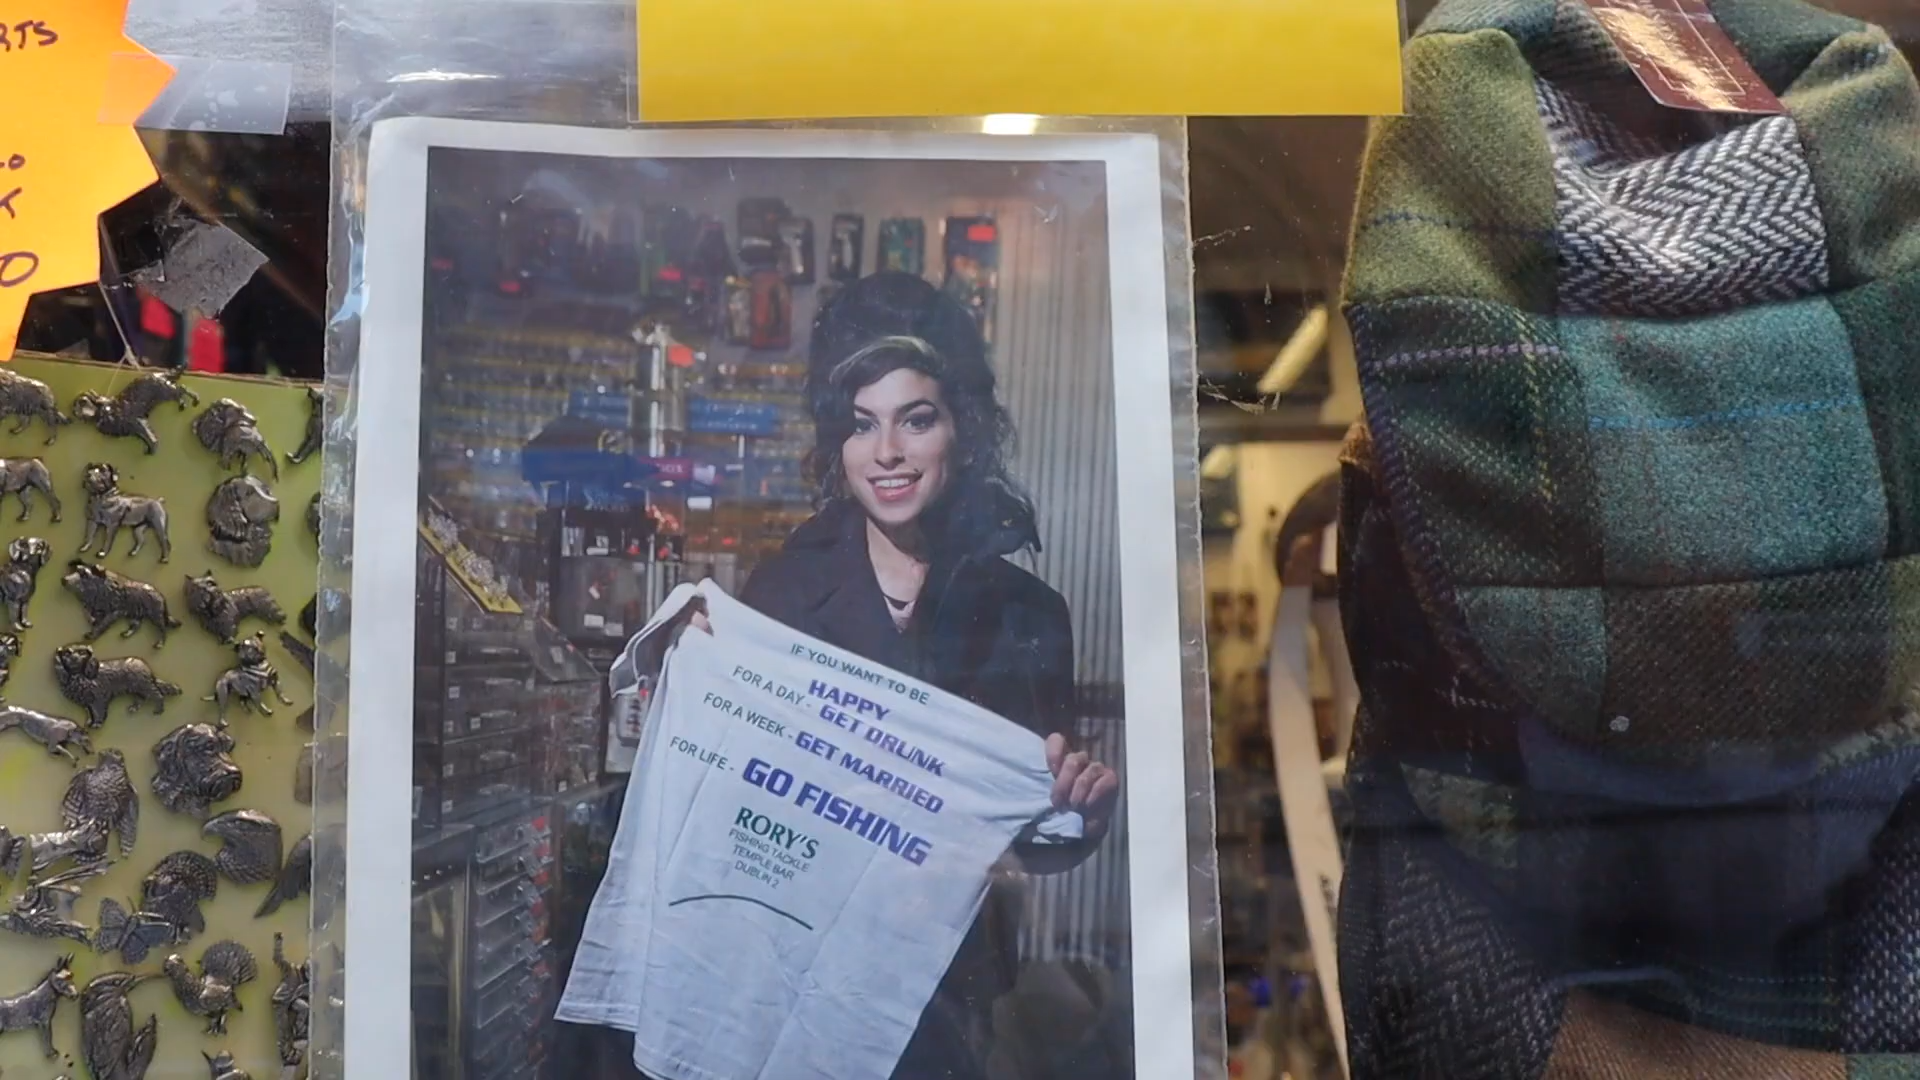 RTS
O
IF YOU WANT TO BE
HAPPY
FOR A DAY - GET DRUNK
FOR A WEEK - GET MARRIED
FOR LIFE - GO FISHING
RORY'S
FISHING TACKLE
TEMPLE BAR
DUBLIN 2